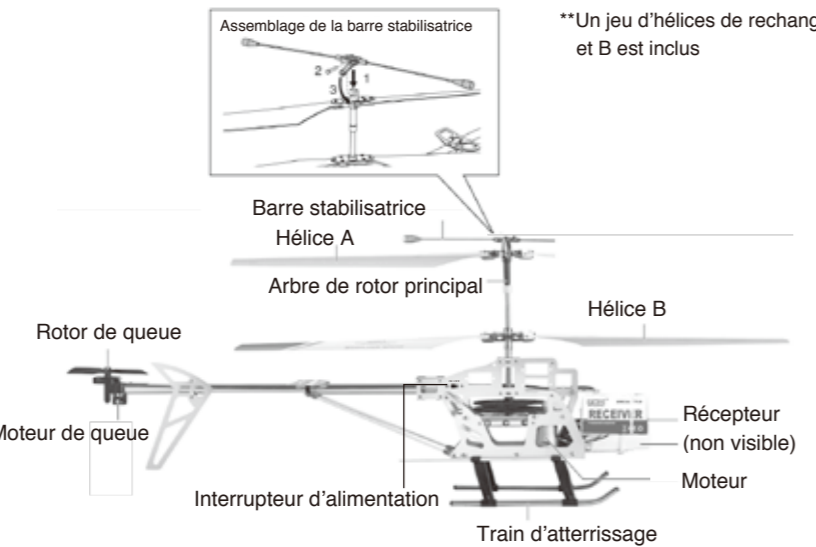 Assemblage de la barre stabilisatrice
2
1
3
**Un jeu d’hélices de rechang
et B est inclus
Barre stabilisatrice
Hélice A
Arbre de rotor principal
Hélice B
Rotor de queue
Moteur de queue
RECEIVER
Récepteur
(non visible)
Moteur
Interrupteur d’alimentation
Train d’atterrissage